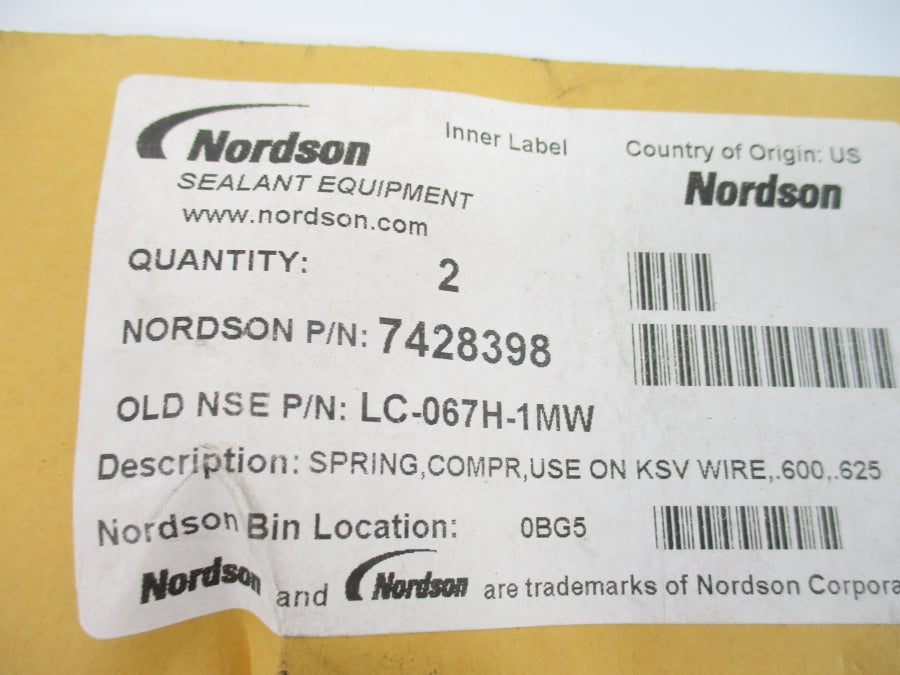 Nordson Inner Label Country of Origin: US
SEALANT EQUIPMENT Nordson
www.nordson.com
QUANTITY: 2
NORDSON P/N: 7428398
OLD NSE P/N: LC-067H-1MW
Description: SPRING,COMPR,USE ON KSV WIRE,.600,.625
Nordson Bin Location: 0BG5
Nordson and Nordson are trademarks of Nordson Corpora